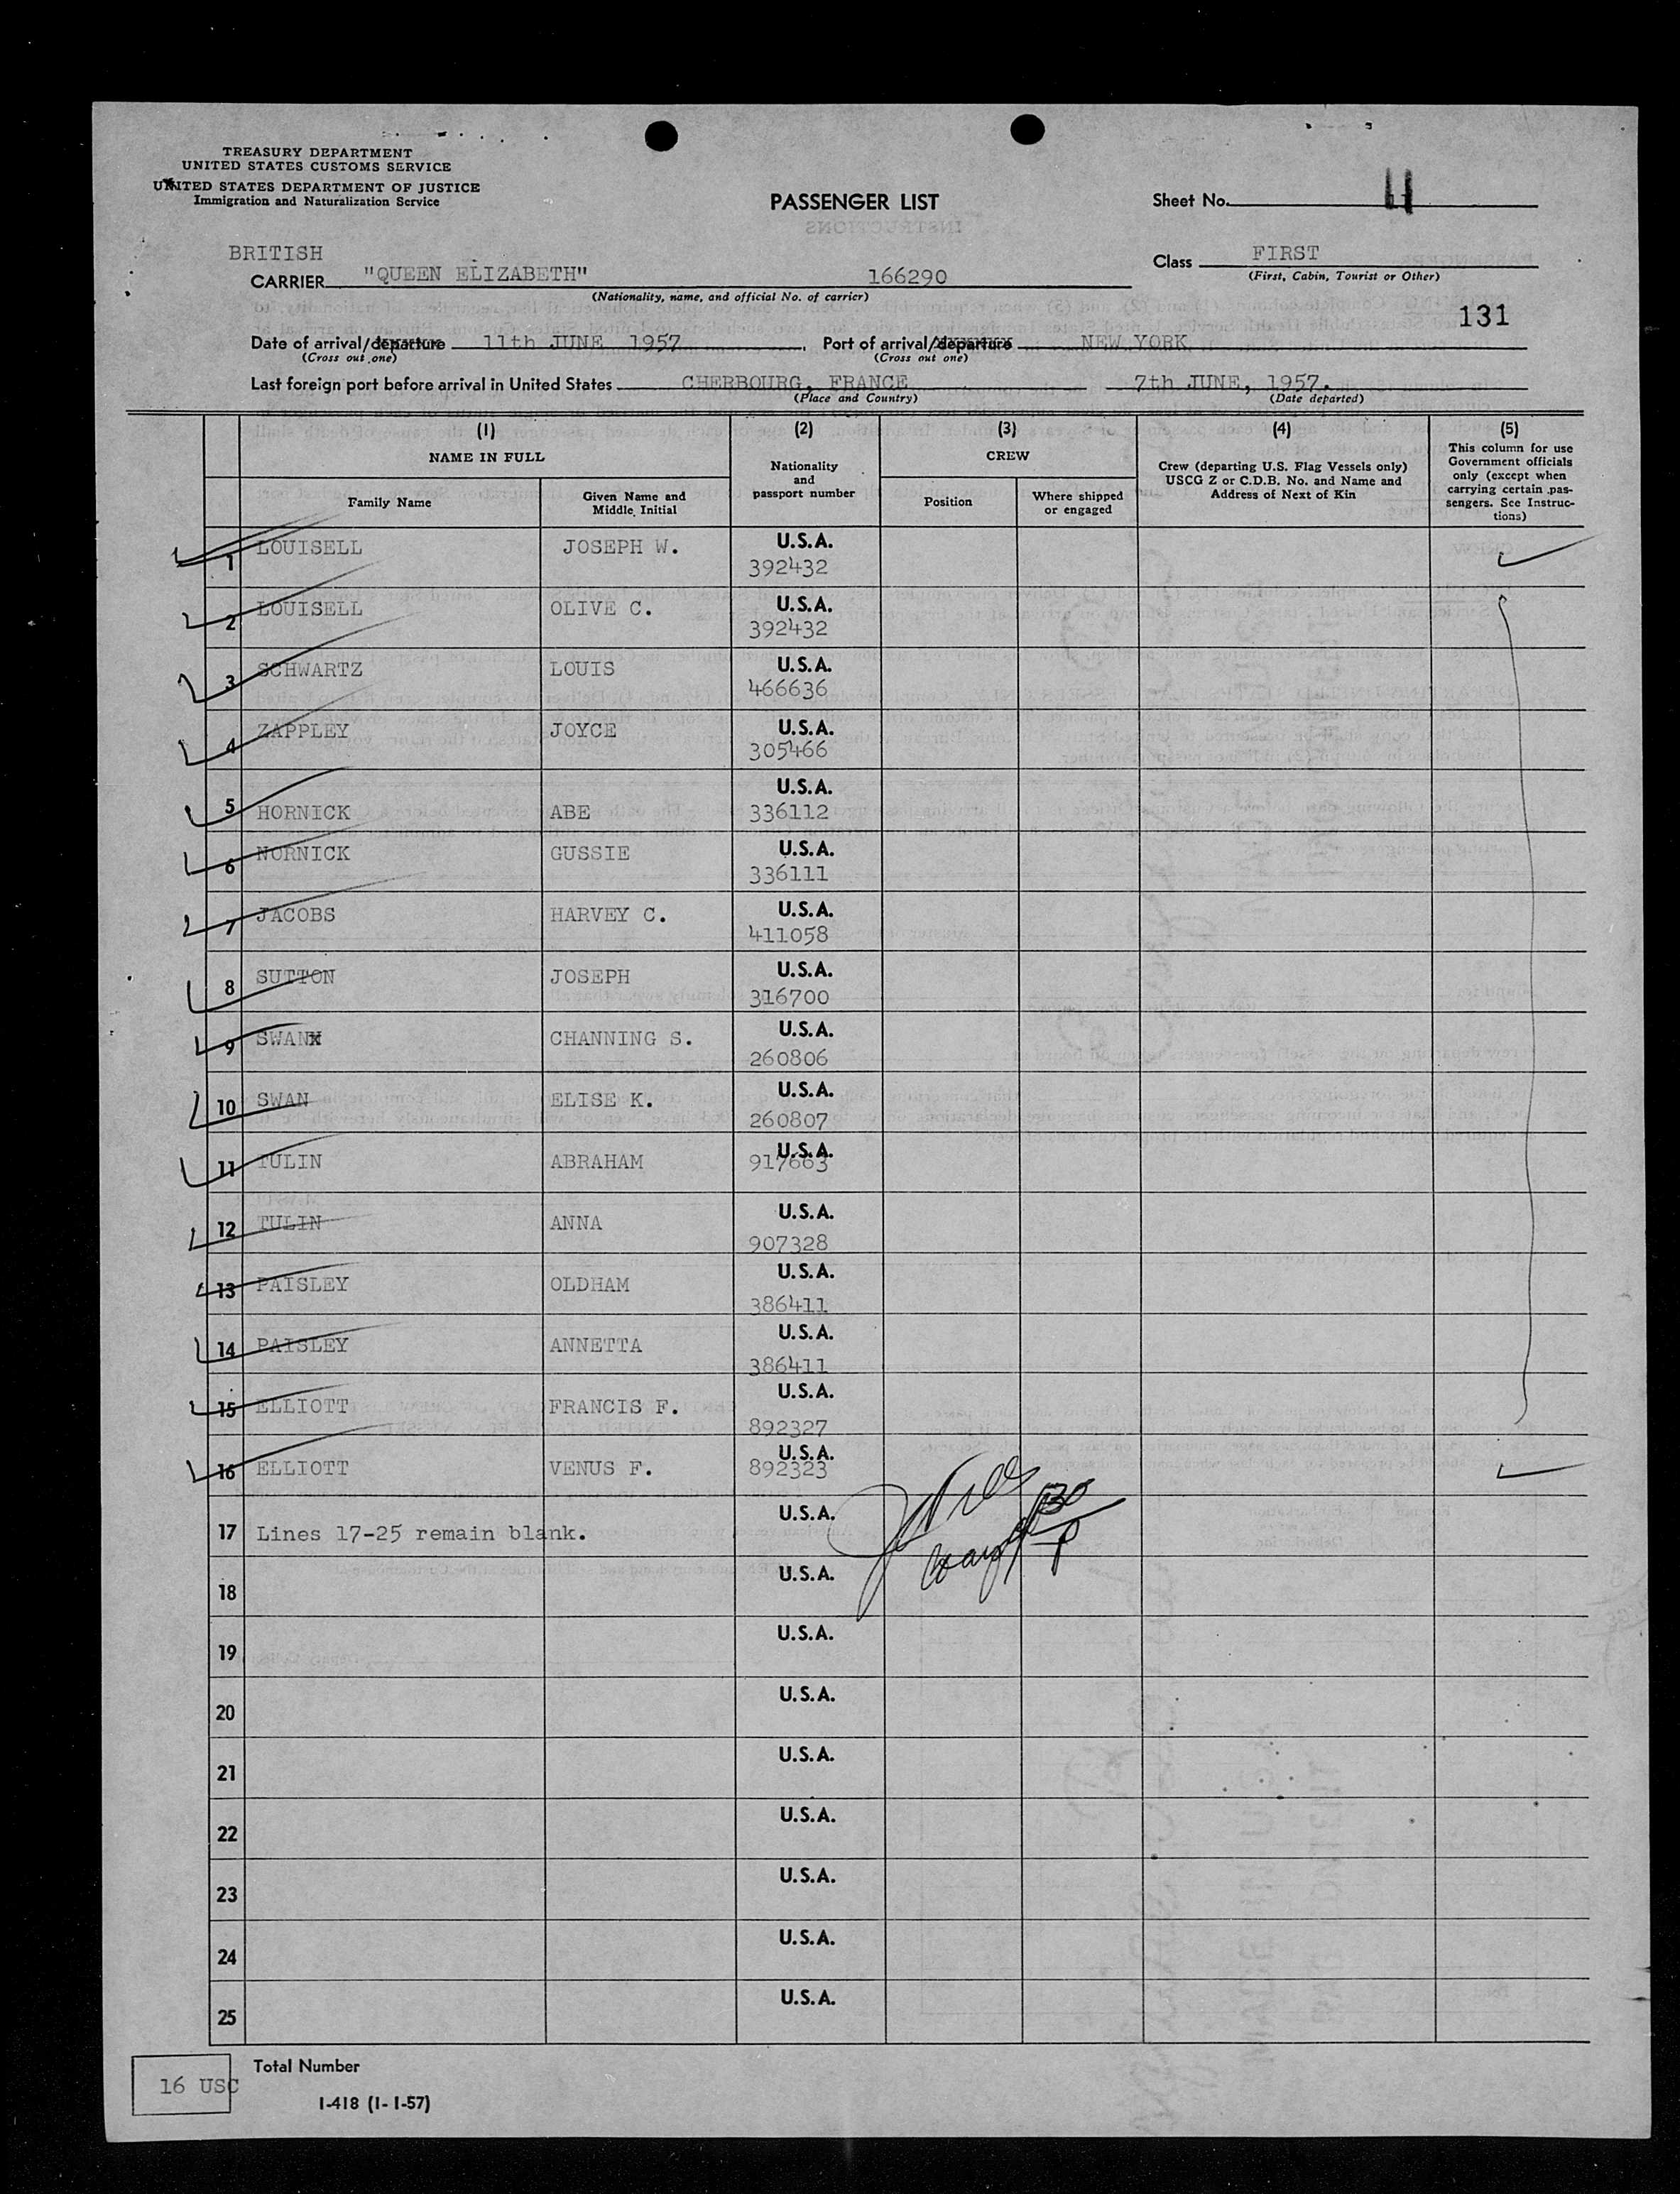 TREASURY DEPARTMENT
UNITED STATES CUSTOMS SERVICE
UNITED STATES DEPARTMENT OF JUSTICE
Immigration and Naturalization Service
PASSENGER LIST
Sheet No.
BRITISH
CARRIER "QUEEN ELIZABETH" 166290
(Nationality, name, and official No. of carrier)
Class FIRST
(First, Cabin, Tourist or Other)
131
Date of arrival/departure 11th JUNE 1957. Port of arrival/departure NEW YORK
(Cross out one) (Cross out one)
Last foreign port before arrival in United States CHERBOURG, FRANCE 7th JUNE, 1957.
(Place and Country) (Date departed)
(1) (2) (3) (4) (5)
NAME IN FULL
Family Name
Given Name and
Middle Initial
Nationality
and
passport number
CREW
Position
Where shipped
or engaged
Crew (departing U.S. Flag Vessels only)
USCG Z or C.D.B. No. and Name and
Address of Next of Kin
This column for use
Government officials
only (except when
carrying certain pas-
sengers. See Instruc-
tions)
1 LOUISELL JOSEPH W. U.S.A. 392432
2 LOUISELL OLIVE C. U.S.A. 392432
3 SCHWARTZ LOUIS U.S.A. 466636
4 ZAPPLEY JOYCE U.S.A. 305466
5 HORNICK ABE U.S.A. 336112
6 NORNICK GUSSIE U.S.A. 336111
7 JACOBS HARVEY C. U.S.A. 411058
8 SUTTON JOSEPH U.S.A. 316700
9 SWANX CHANNING S. U.S.A. 260806
10 SWAN ELISE K. U.S.A. 260807
11 TULIN ABRAHAM U.S.A. 917663
12 TULIN ANNA U.S.A. 907328
13 PAISLEY OLDHAM U.S.A. 386411
14 PAISLEY ANNETTA U.S.A. 386411
15 ELLIOTT FRANCIS F. U.S.A. 892327
16 ELLIOTT VENUS F. U.S.A. 892323
17 Lines 17-25 remain blank. U.S.A.
18 U.S.A.
19 U.S.A.
20 U.S.A.
21 U.S.A.
22 U.S.A.
23 U.S.A.
24 U.S.A.
25 U.S.A.
16 USC Total Number
I-418 (1-1-57)